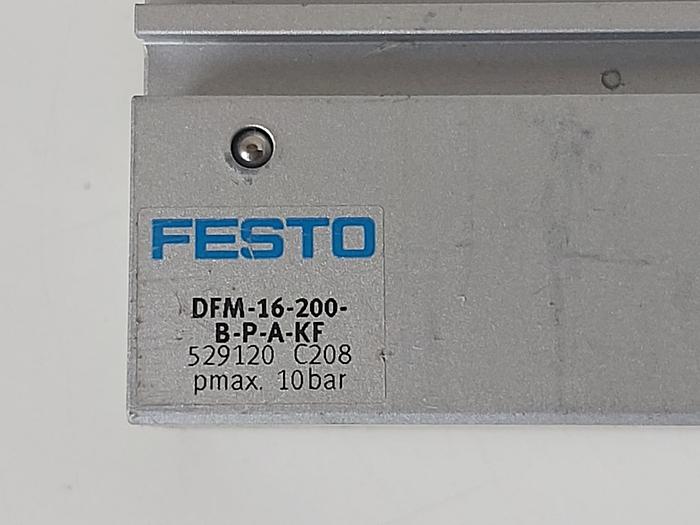 FESTO
DFM-16-200-
B-P-A-KF
529120 C208
pmax. 10bar